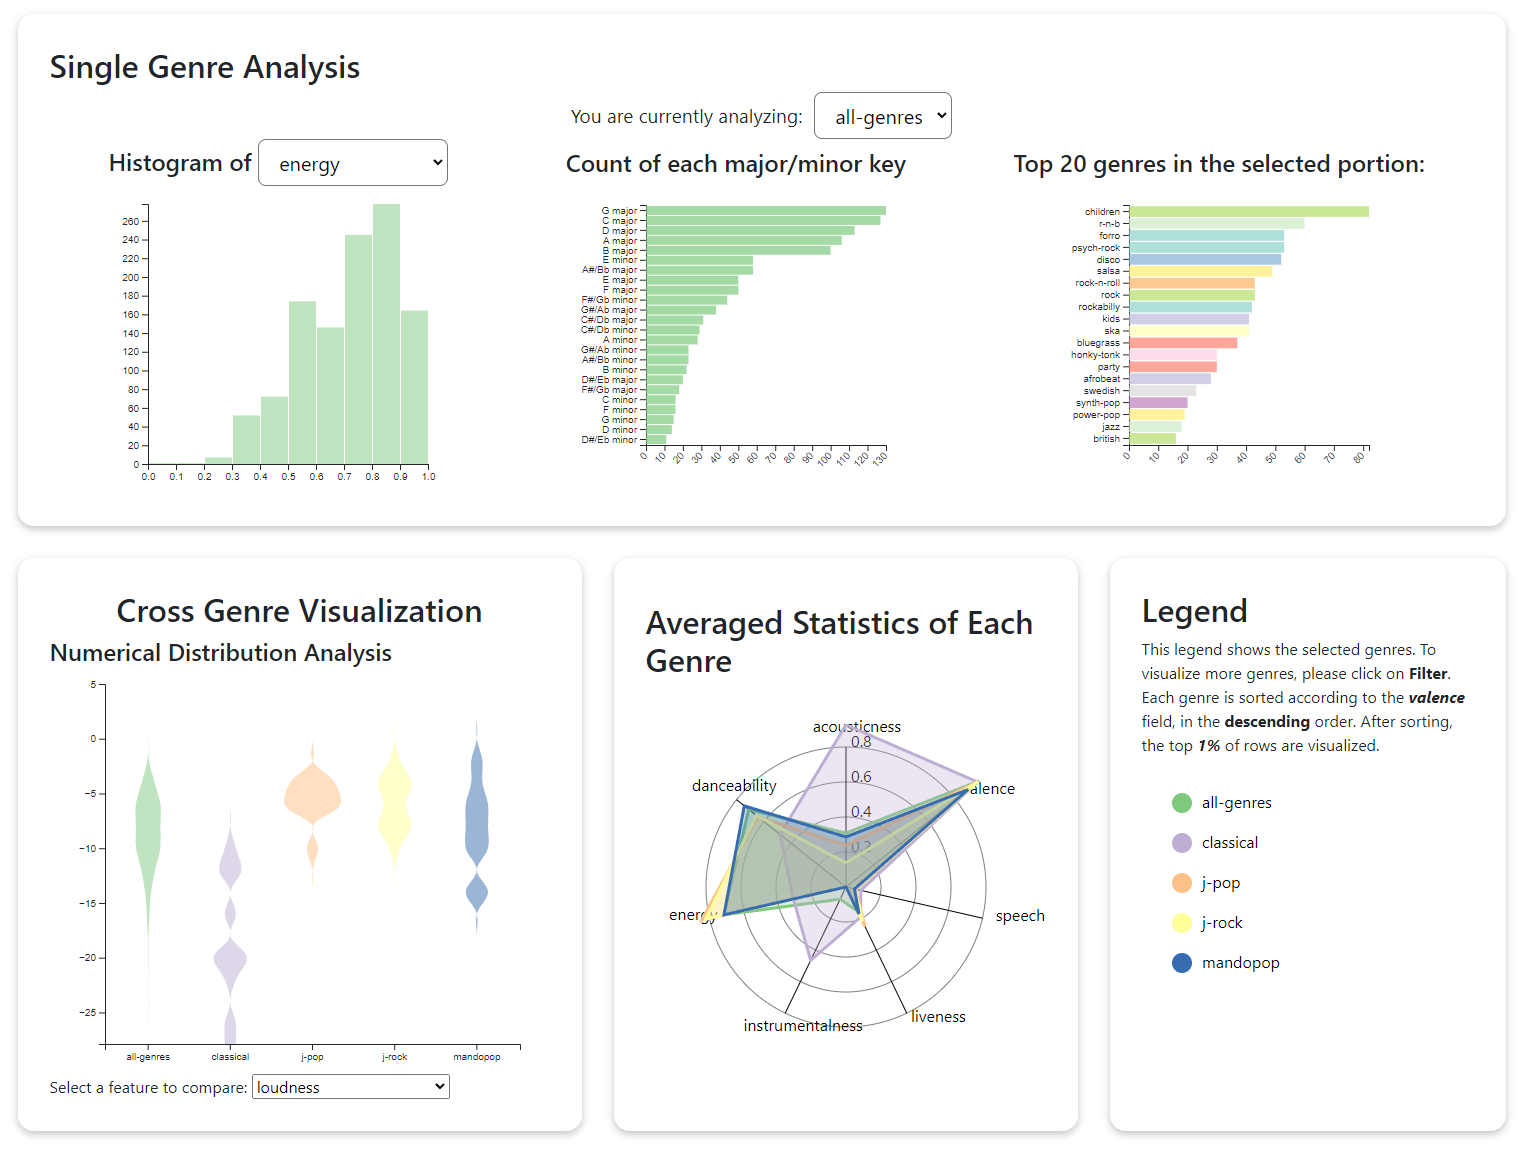 Single Genre Analysis
You are currently analyzing: all-genres
Histogram of energy
260
240
220
200
180
160
140
120
100
80
60
40
20
0
0.0 0.1 0.2 0.3 0.4 0.5 0.6 0.7 0.8 0.9 1.0
Count of each major/minor key
G major
C major
D major
A major
B major
E minor
A#/Bb major
E major
F major
F#/Gb minor
G#/Ab major
C#/Db major
C#/Db minor
A minor
G#/Ab minor
A#/Bb minor
B minor
D#/Eb major
F#/Gb major
C minor
F minor
G minor
D minor
D#/Eb minor
0 10 20 30 40 50 60 70 80 90 100 110 120 130
Top 20 genres in the selected portion:
children
r-n-b
forro
psych-rock
disco
salsa
rock-n-roll
rock
rockabilly
kids
ska
bluegrass
honky-tonk
party
afrobeat
swedish
synth-pop
power-pop
jazz
british
0 10 20 30 40 50 60 70 80
Cross Genre Visualization
Numerical Distribution Analysis
5
0
−5
−10
−15
−20
−25
all-genres classical j-pop j-rock mandopop
Select a feature to compare: loudness
Averaged Statistics of Each
Genre
acousticness
0.8
0.6
0.4
0.2
danceability
alence
energy
speech
instrumentalness
liveness
Legend
This legend shows the selected genres. To
visualize more genres, please click on Filter.
Each genre is sorted according to the valence
field, in the descending order. After sorting,
the top 1% of rows are visualized.
all-genres
classical
j-pop
j-rock
mandopop